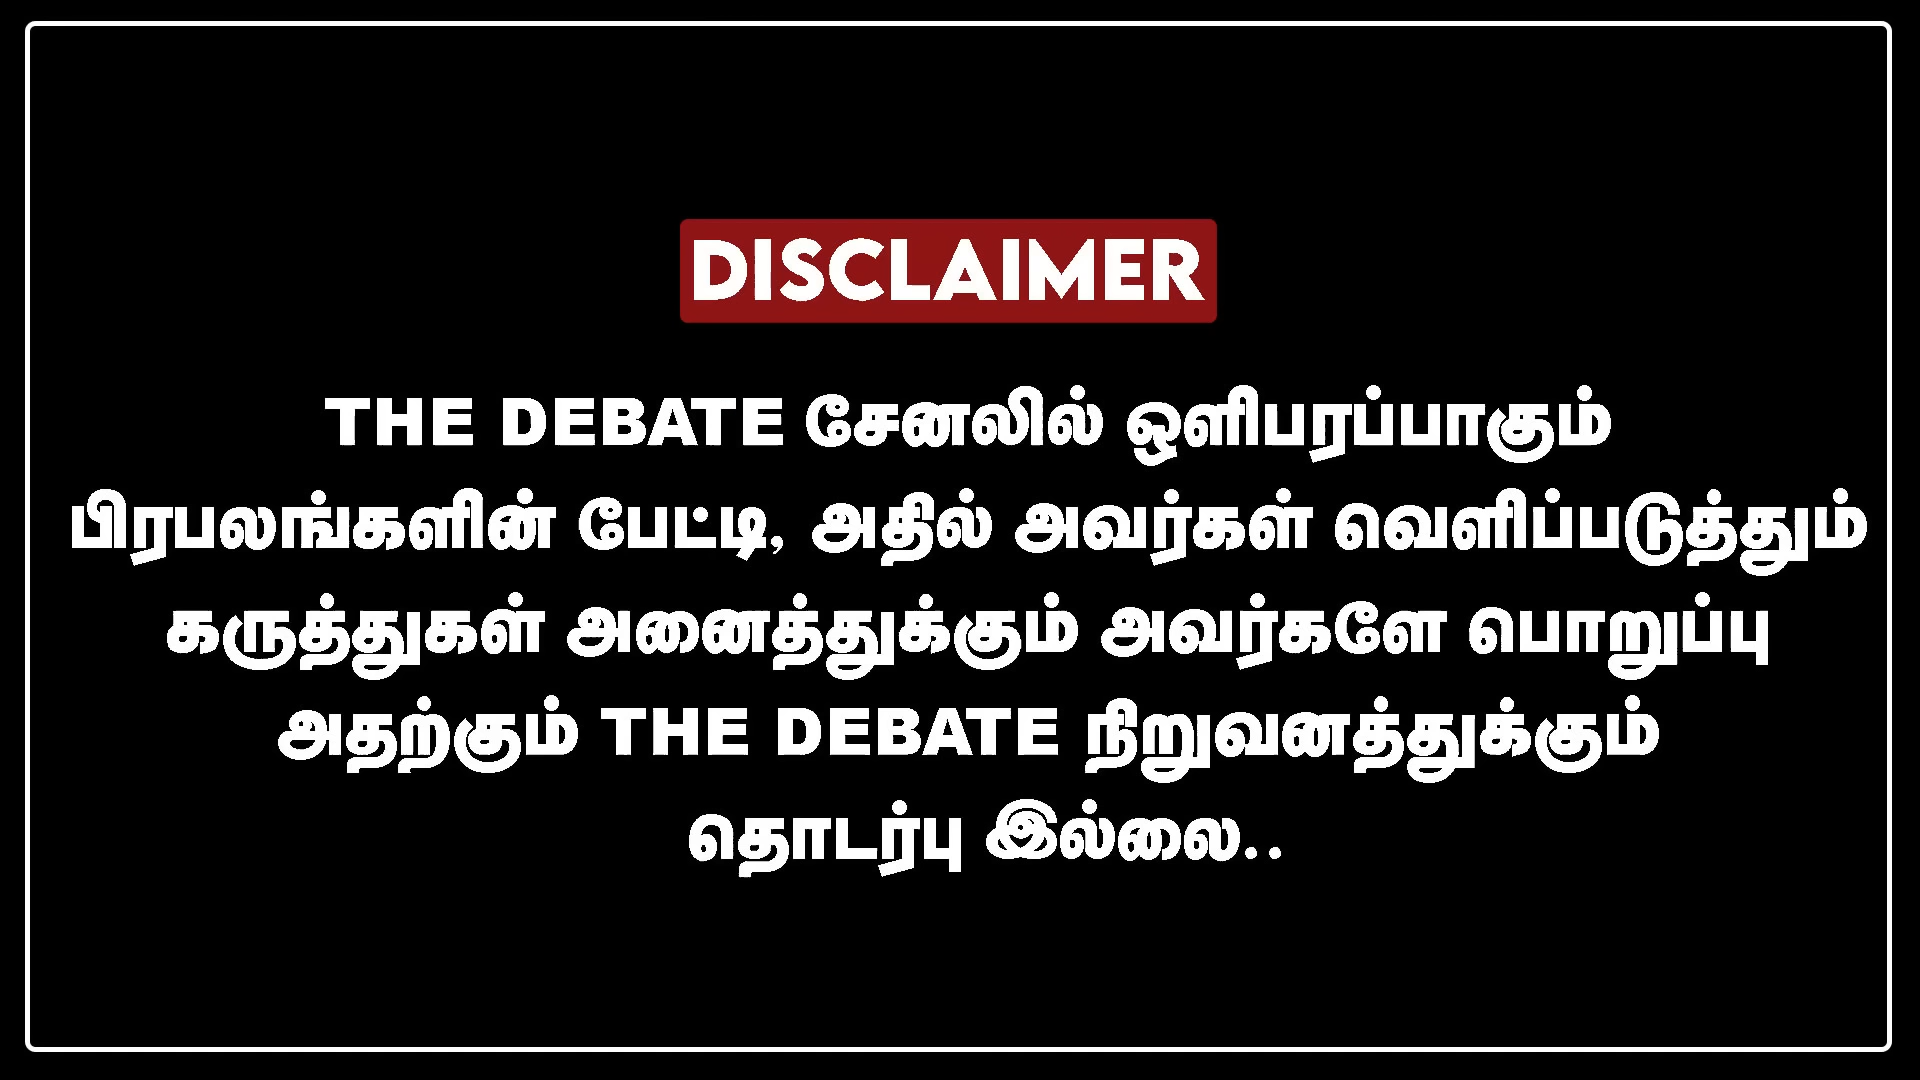 DISCLAIMER
THE DEBATE சேனலில் ஒளிபரப்பாகும்
பிரபலங்களின் பேட்டி, அதில் அவர்கள் வெளிப்படுத்தும்
கருத்துகள் அனைத்துக்கும் அவர்களே பொறுப்பு
அதற்கும் THE DEBATE நிறுவனத்துக்கும்
தொடர்பு இல்லை..